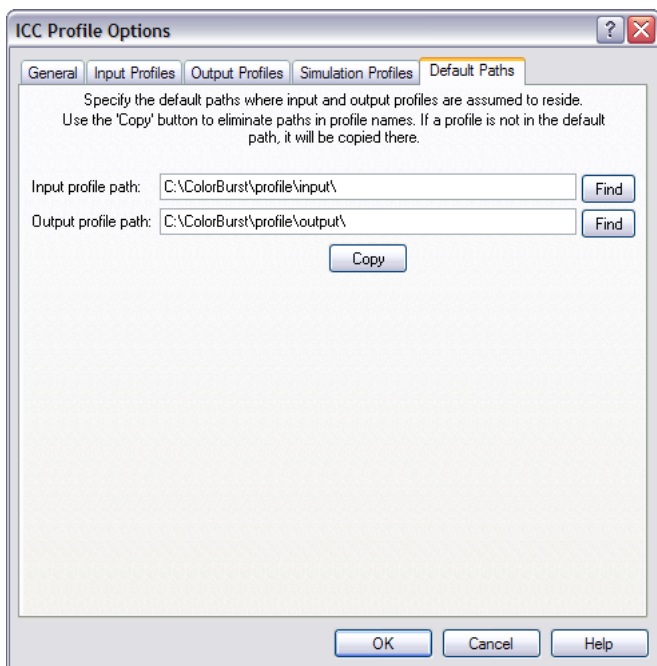 ICC Profile Options
?
General Input Profiles Output Profiles Simulation Profiles Default Paths
Specify the default paths where input and output profiles are assumed to reside.
Use the 'Copy' button to eliminate paths in profile names. If a profile is not in the default
path, it will be copied there.
Input profile path: C:\ColorBurst\profile\input\ Find
Output profile path: C:\ColorBurst\profile\output\ Find
Copy
OK Cancel Help